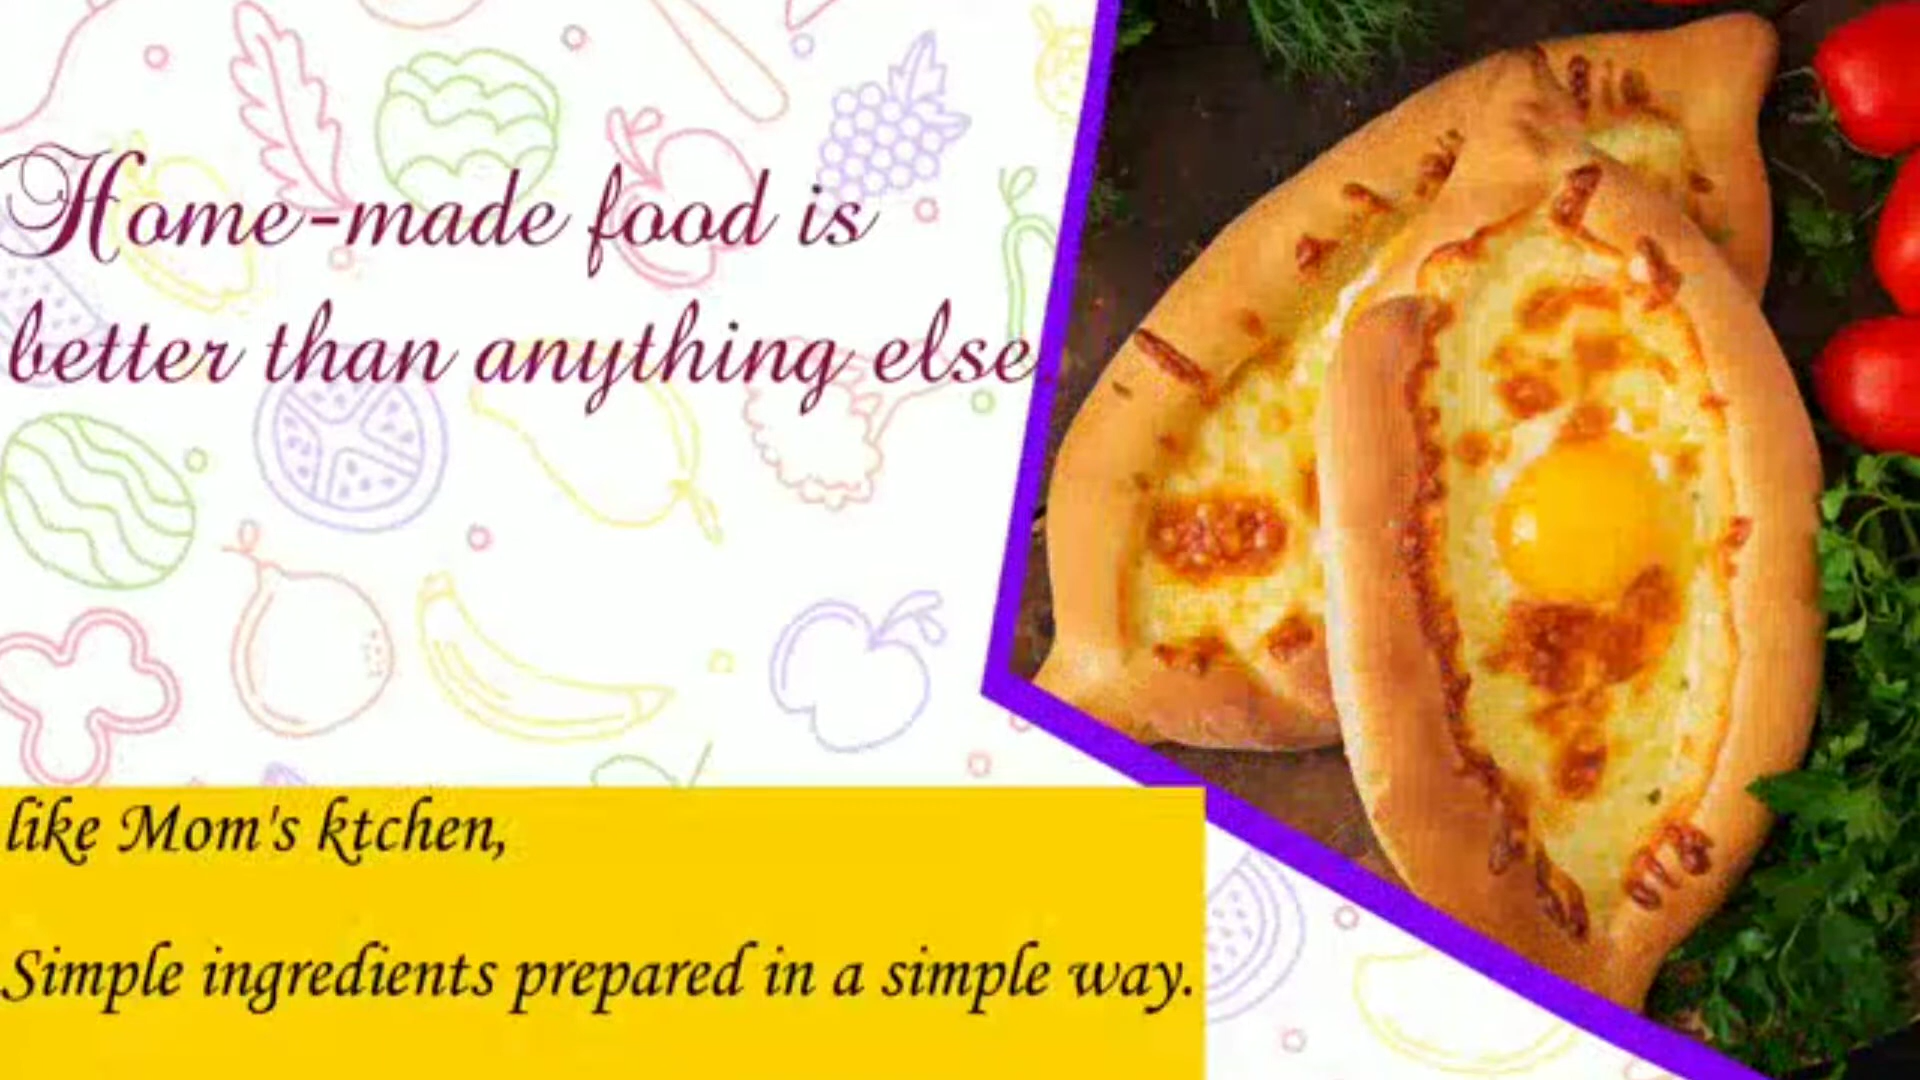 Home-made food is
better than anything else
like Mom's ktchen,
Simple ingredients prepared in a simple way.